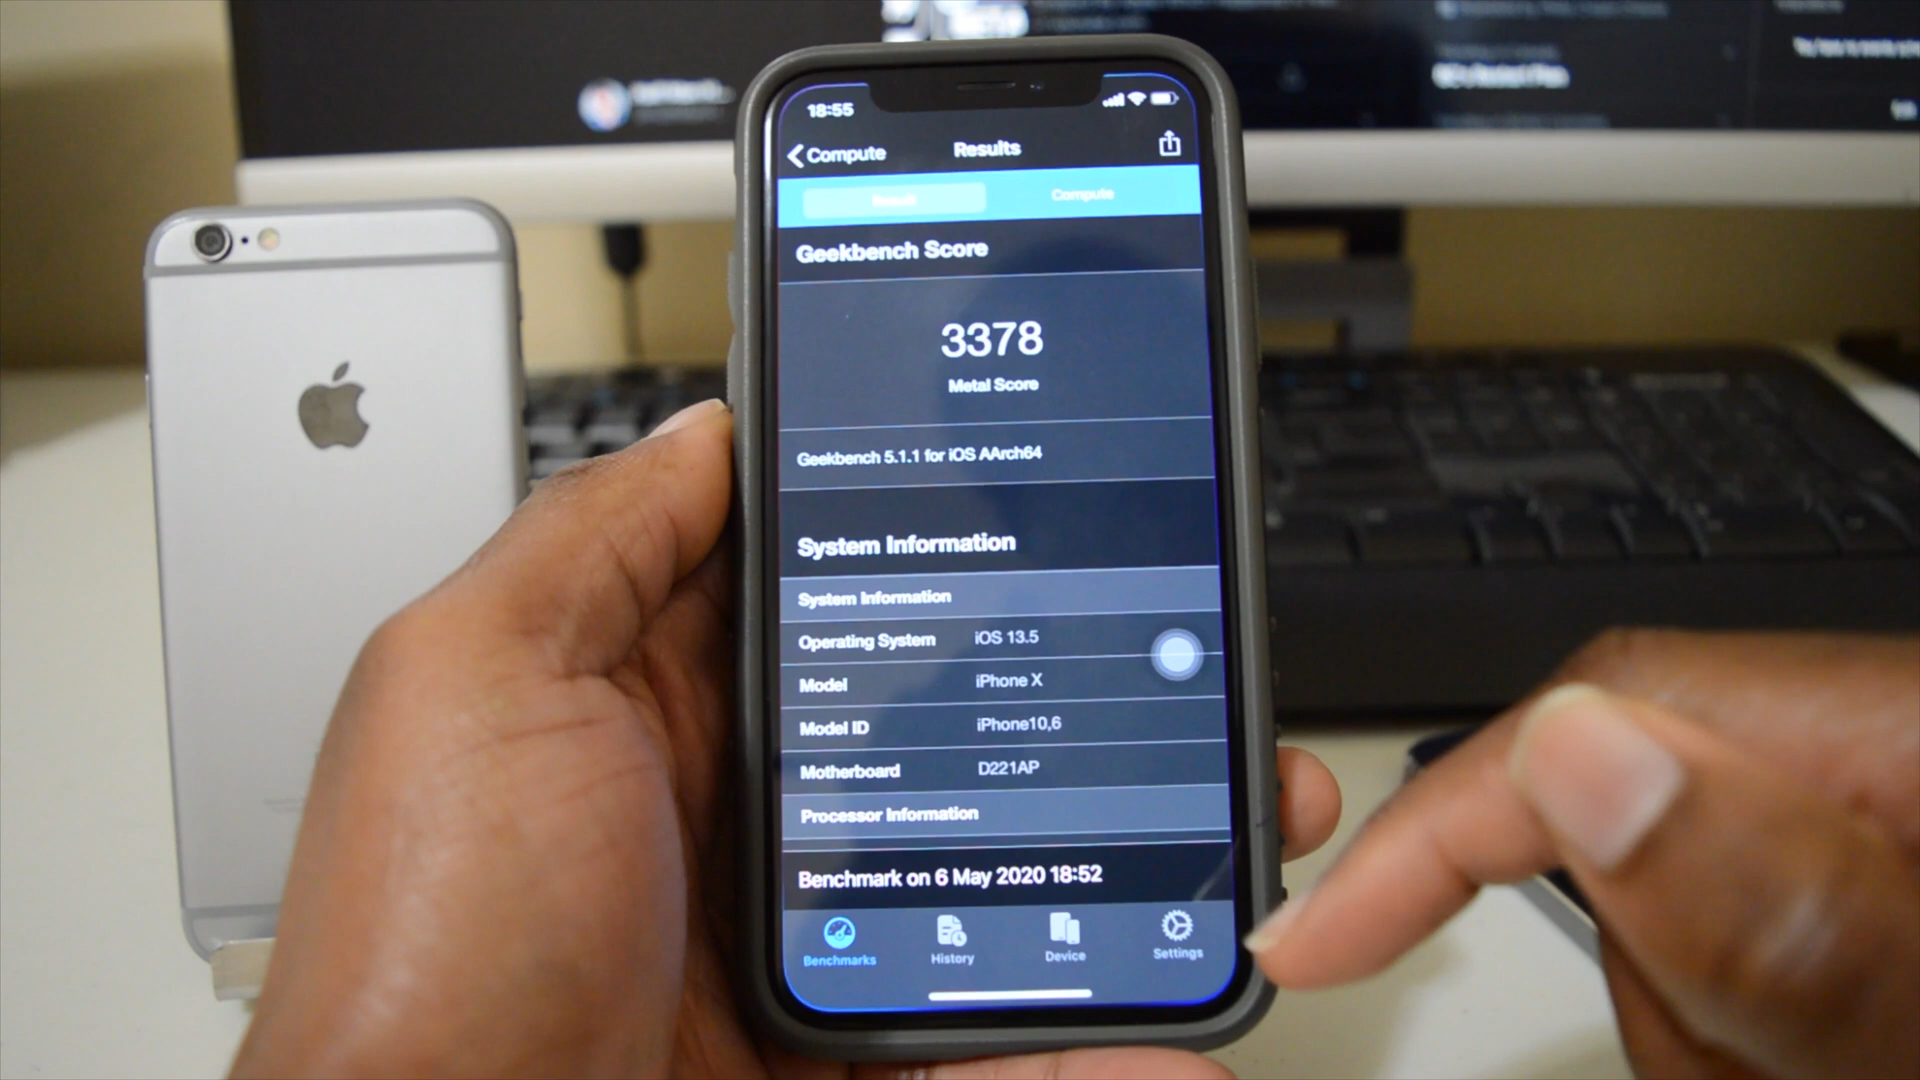 18:55
Compute
Results
Result Compute
Geekbench Score
3378
Metal Score
Geekbench 5.1.1 for iOS AArch64
System Information
System Information
Operating System iOS 13.5
Model iPhone X
Model ID iPhone10,6
Motherboard D221AP
Processor Information
Benchmark on 6 May 2020 18:52
Benchmarks
History
Device
Settings